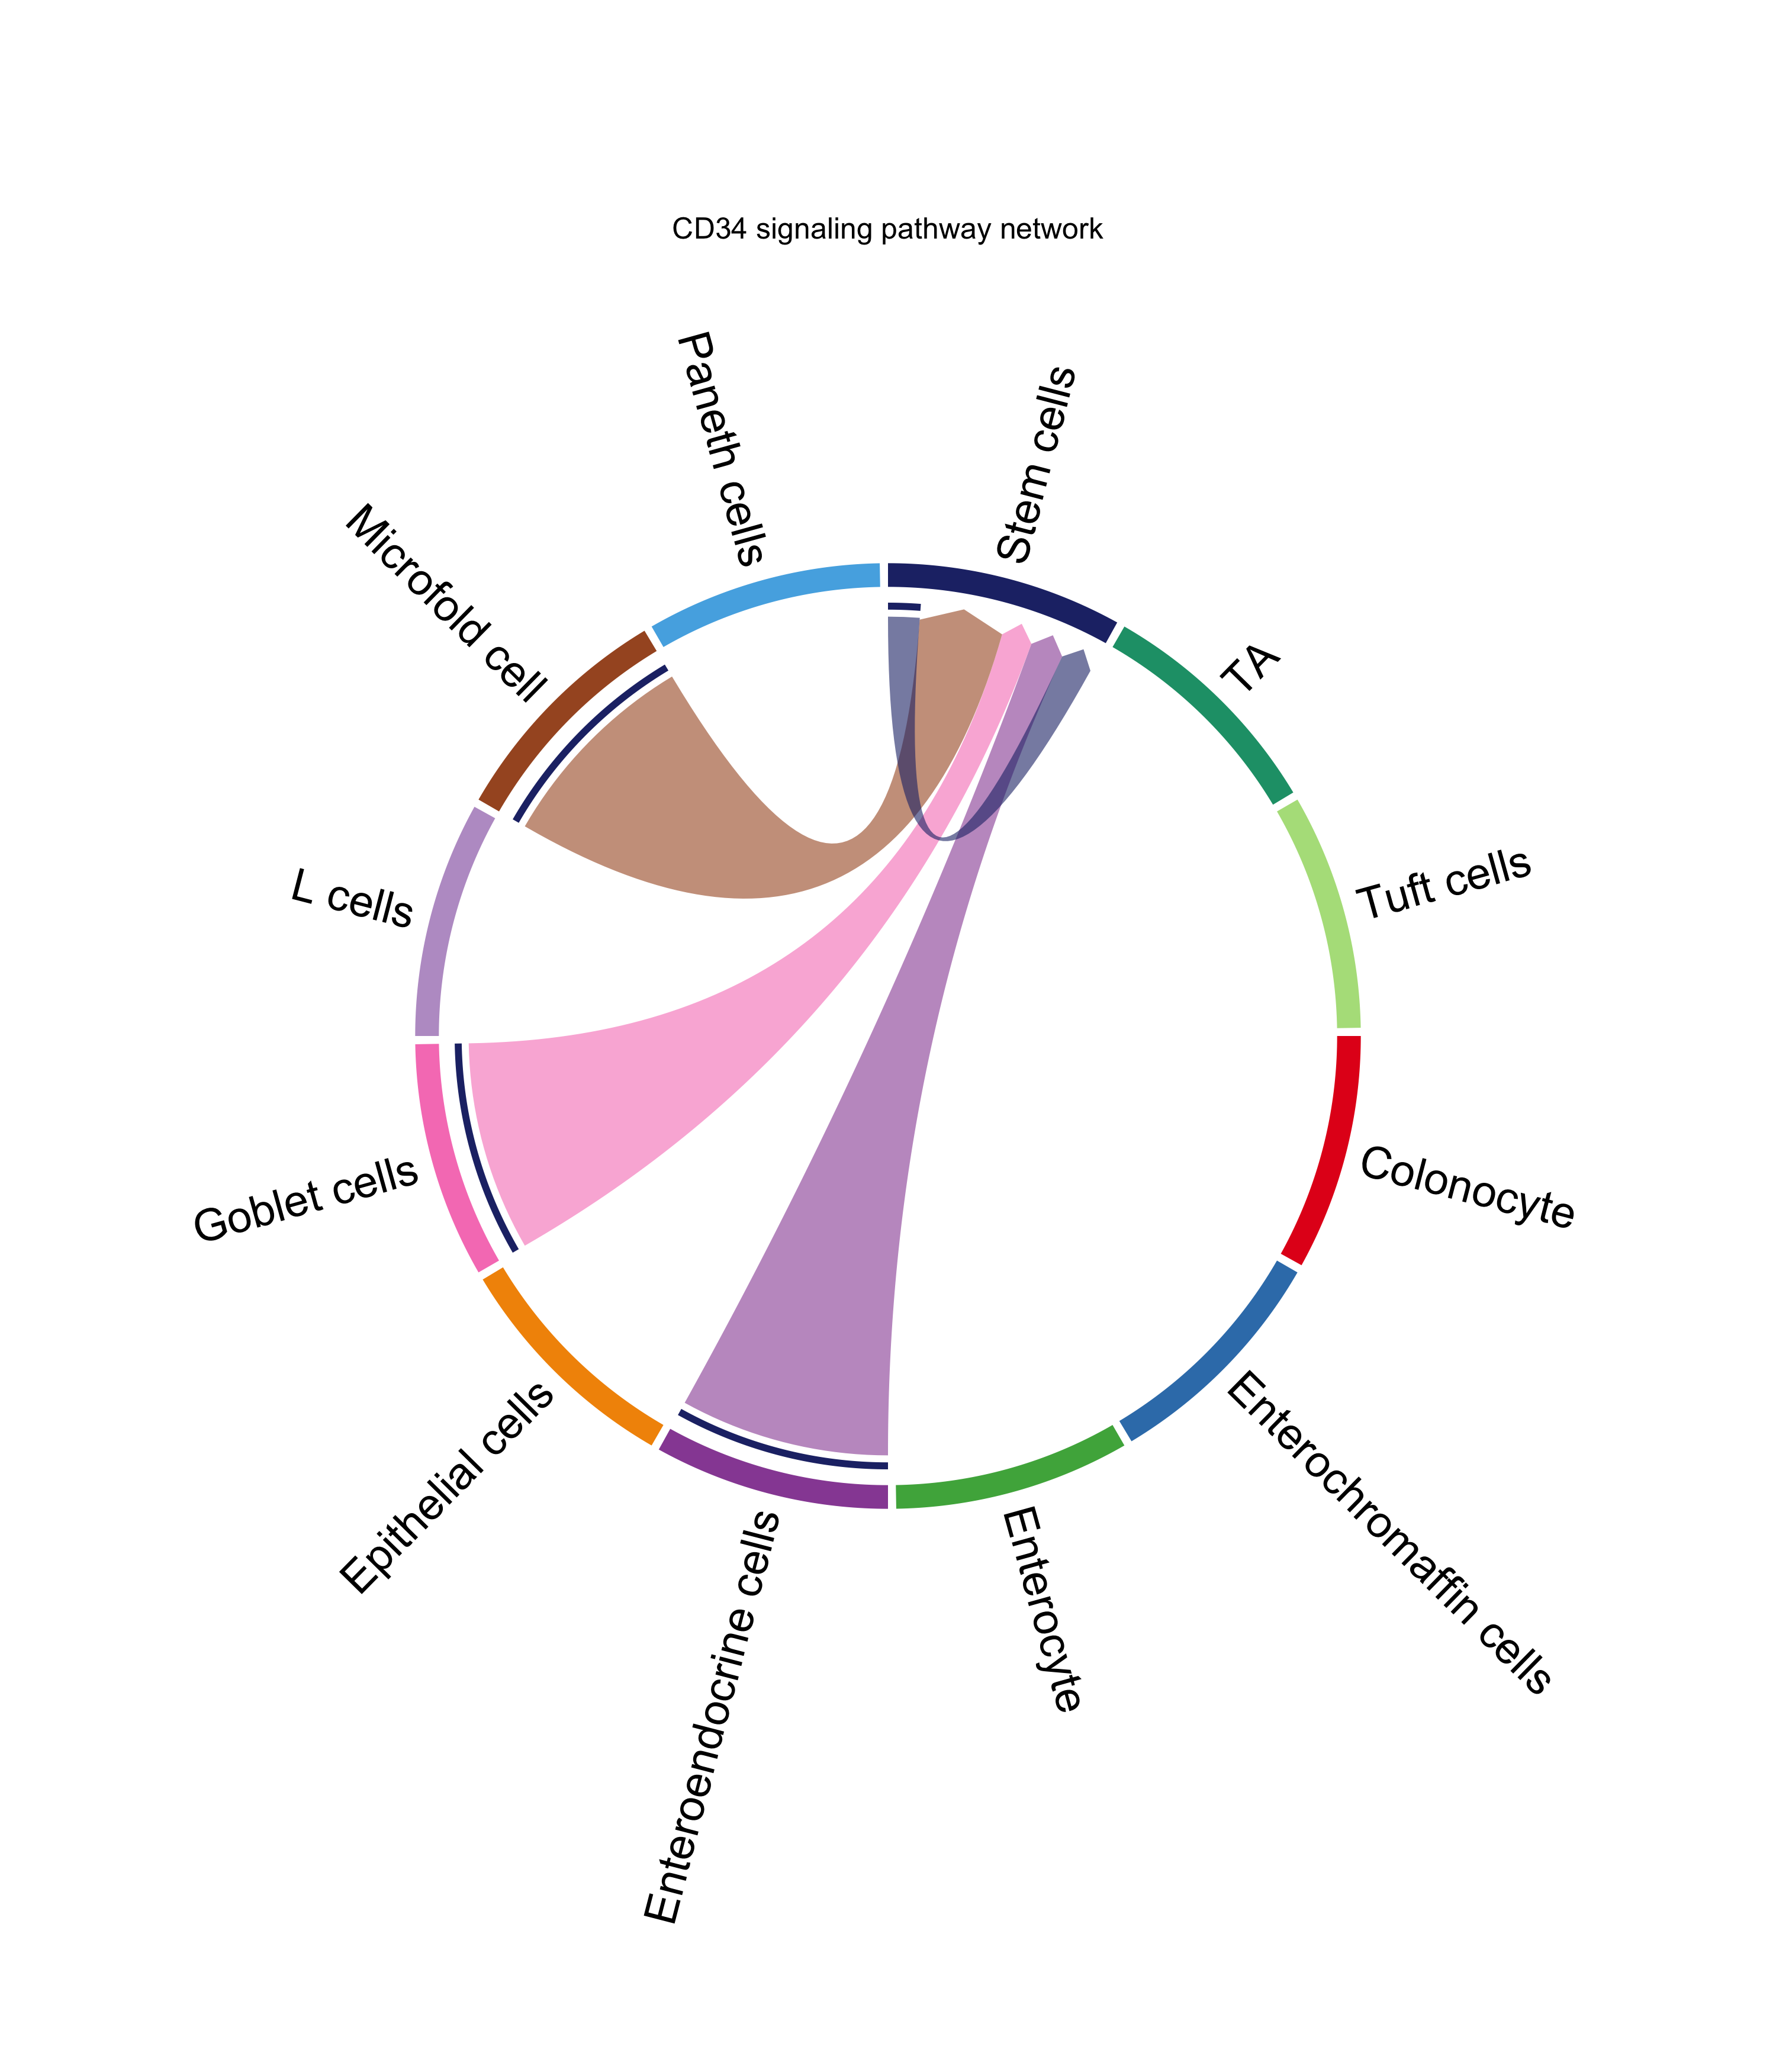 CD34 signaling pathway network
Paneth cells
Stem cells
Microfold cell
TA
L cells
Tuft cells
Goblet cells
Colonocyte
Epithelial cells
Enterochromaffin cells
Enteroendocrine cells
Enterocyte